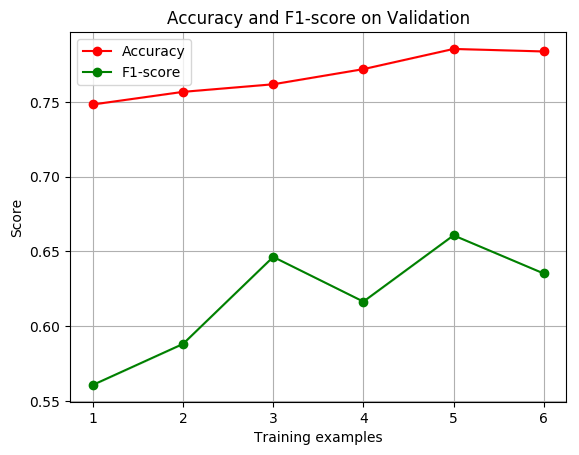 Accuracy and F1-score on Validation
Accuracy
F1-score
0.75
0.70
0.65
0.60
0.55
Score
1 2 3 4 5 6
Training examples